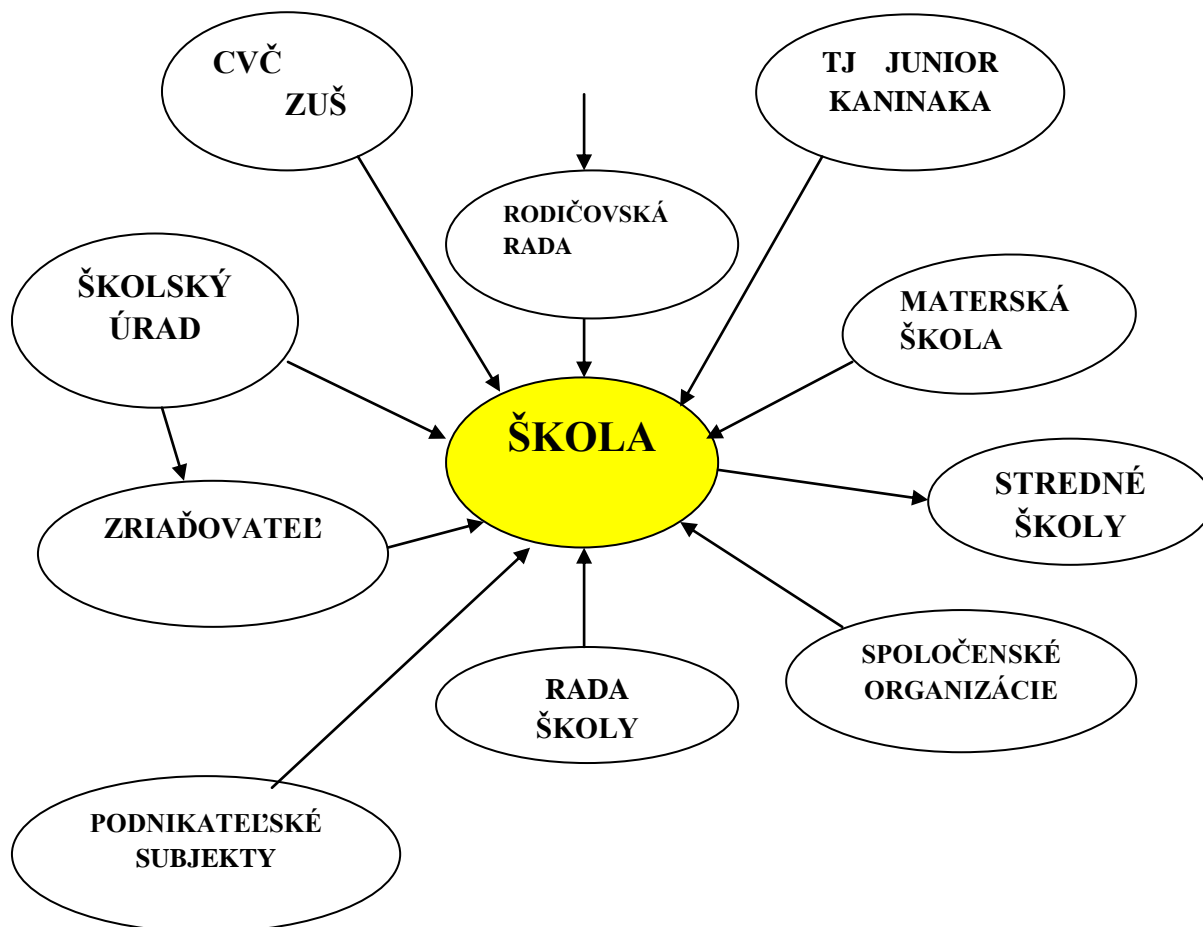 CVČ
ZUŠ
TJ JUNIOR
KANINAKA
RODIČOVSKÁ
RADA
ŠKOLSKÝ
ÚRAD
MATERSKÁ
ŠKOLA
ŠKOLA
STREDNÉ
ŠKOLY
ZRIAĎOVATEĽ
SPOLOČENSKÉ
ORGANIZÁCIE
RADA
ŠKOLY
PODNIKATEĽSKÉ
SUBJEKTY